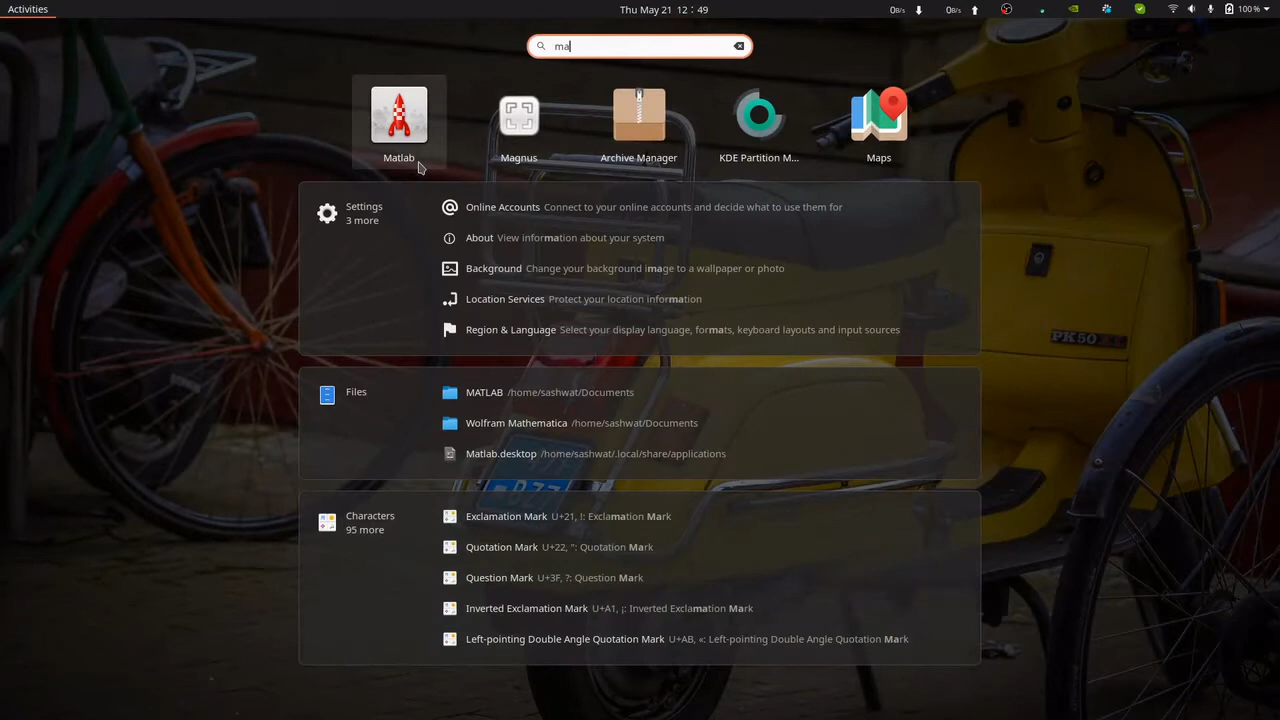 Activities
Thu May 21 12 : 49
0B/s
0B/s
100 %
ma
Matlab
Magnus
Archive Manager
KDE Partition M...
Maps
Settings
3 more
Online Accounts Connect to your online accounts and decide what to use them for
About View information about your system
Background Change your background image to a wallpaper or photo
Location Services Protect your location information
Region & Language Select your display language, formats, keyboard layouts and input sources
Files
MATLAB /home/sashwat/Documents
Wolfram Mathematica /home/sashwat/Documents
Matlab.desktop /home/sashwat/.local/share/applications
Characters
95 more
Exclamation Mark U+21, !: Exclamation Mark
Quotation Mark U+22, ": Quotation Mark
Question Mark U+3F, ?: Question Mark
Inverted Exclamation Mark U+A1, ¡: Inverted Exclamation Mark
Left-pointing Double Angle Quotation Mark U+AB, «: Left-pointing Double Angle Quotation Mark
PK50